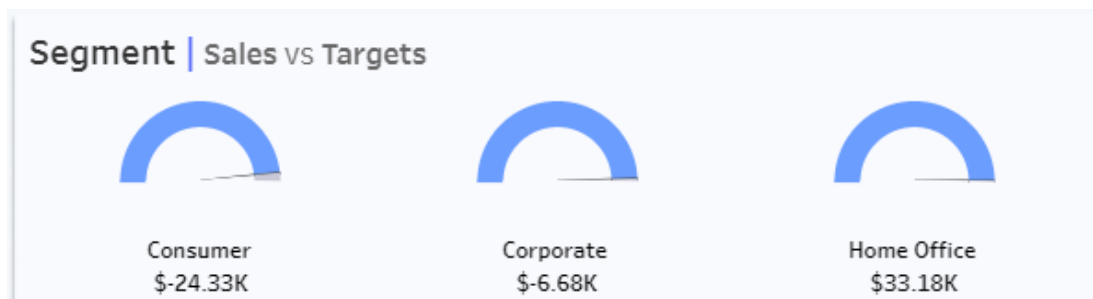 Segment | Sales vs Targets
Consumer
$-24.33K
Corporate
$-6.68K
Home Office
$33.18K